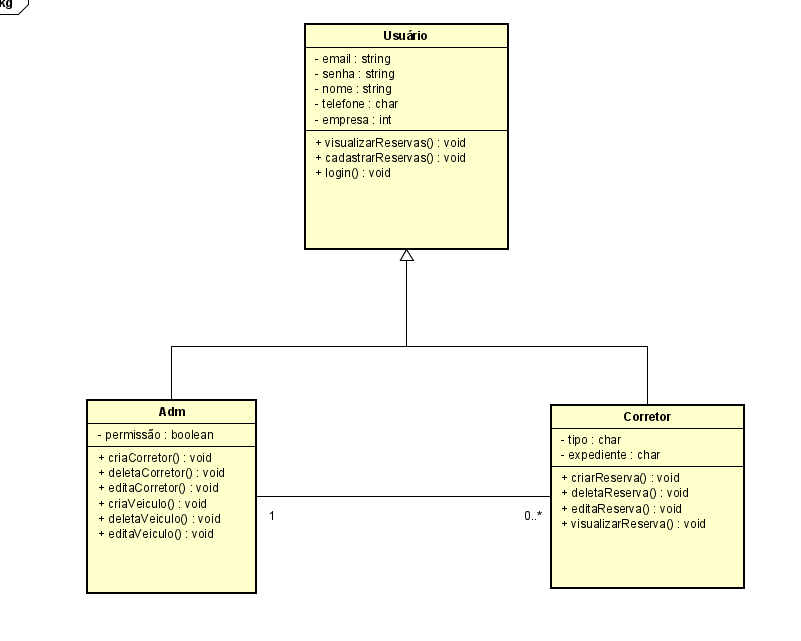 kg
Usuário
- email : string
- senha : string
- nome : string
- telefone : char
- empresa : int
+ visualizarReservas() : void
+ cadastrarReservas() : void
+ login() : void
Adm
- permissão : boolean
+ criaCorretor() : void
+ deletaCorretor() : void
+ editaCorretor() : void
+ criaVeiculo() : void
+ deletaVeiculo() : void
+ editaVeiculo() : void
1
0..*
Corretor
- tipo : char
- expediente : char
+ criarReserva() : void
+ deletaReserva() : void
+ editaReserva() : void
+ visualizarReserva() : void